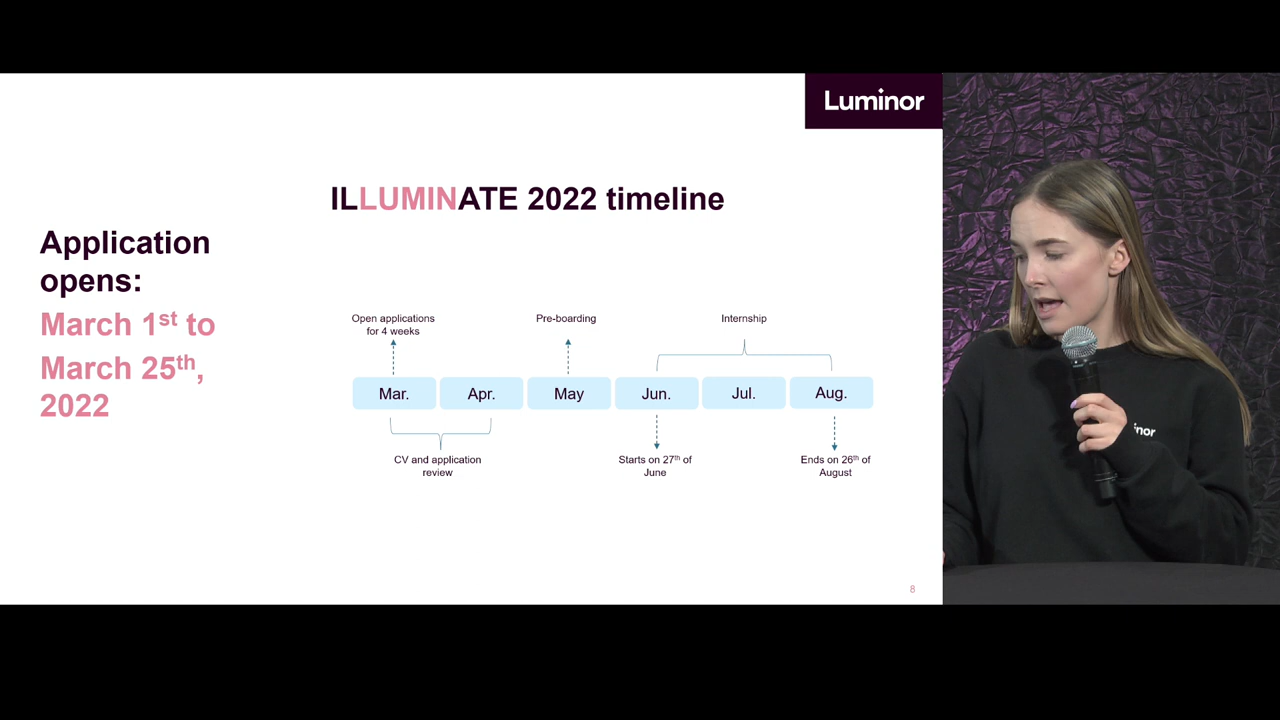 Luminor
ILLUMINATE 2022 timeline
Application
opens:
March 1st to
March 25th,
2022
Open applications
for 4 weeks
Pre-boarding
Internship
Mar.
Apr.
May
Jun.
Jul.
Aug.
CV and application
review
Starts on 27th of
June
Ends on 26th of
August
8
inor